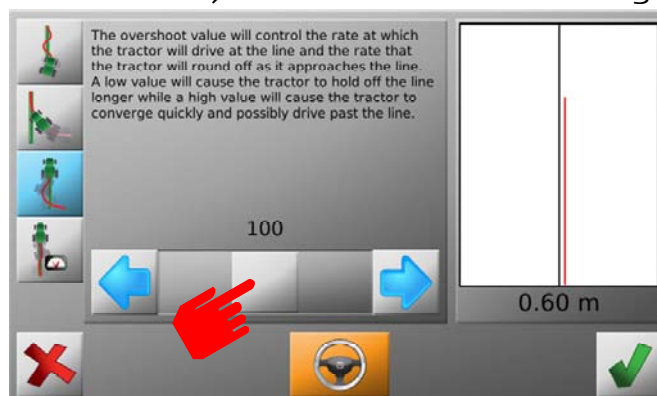 The overshoot value will control the rate at which
the tractor will drive at the line and the rate that
the tractor will round off as it approaches the line.
A low value will cause the tractor to hold off the line
longer while a high value will cause the tractor to
converge quickly and possibly drive past the line.
100
0.60 m